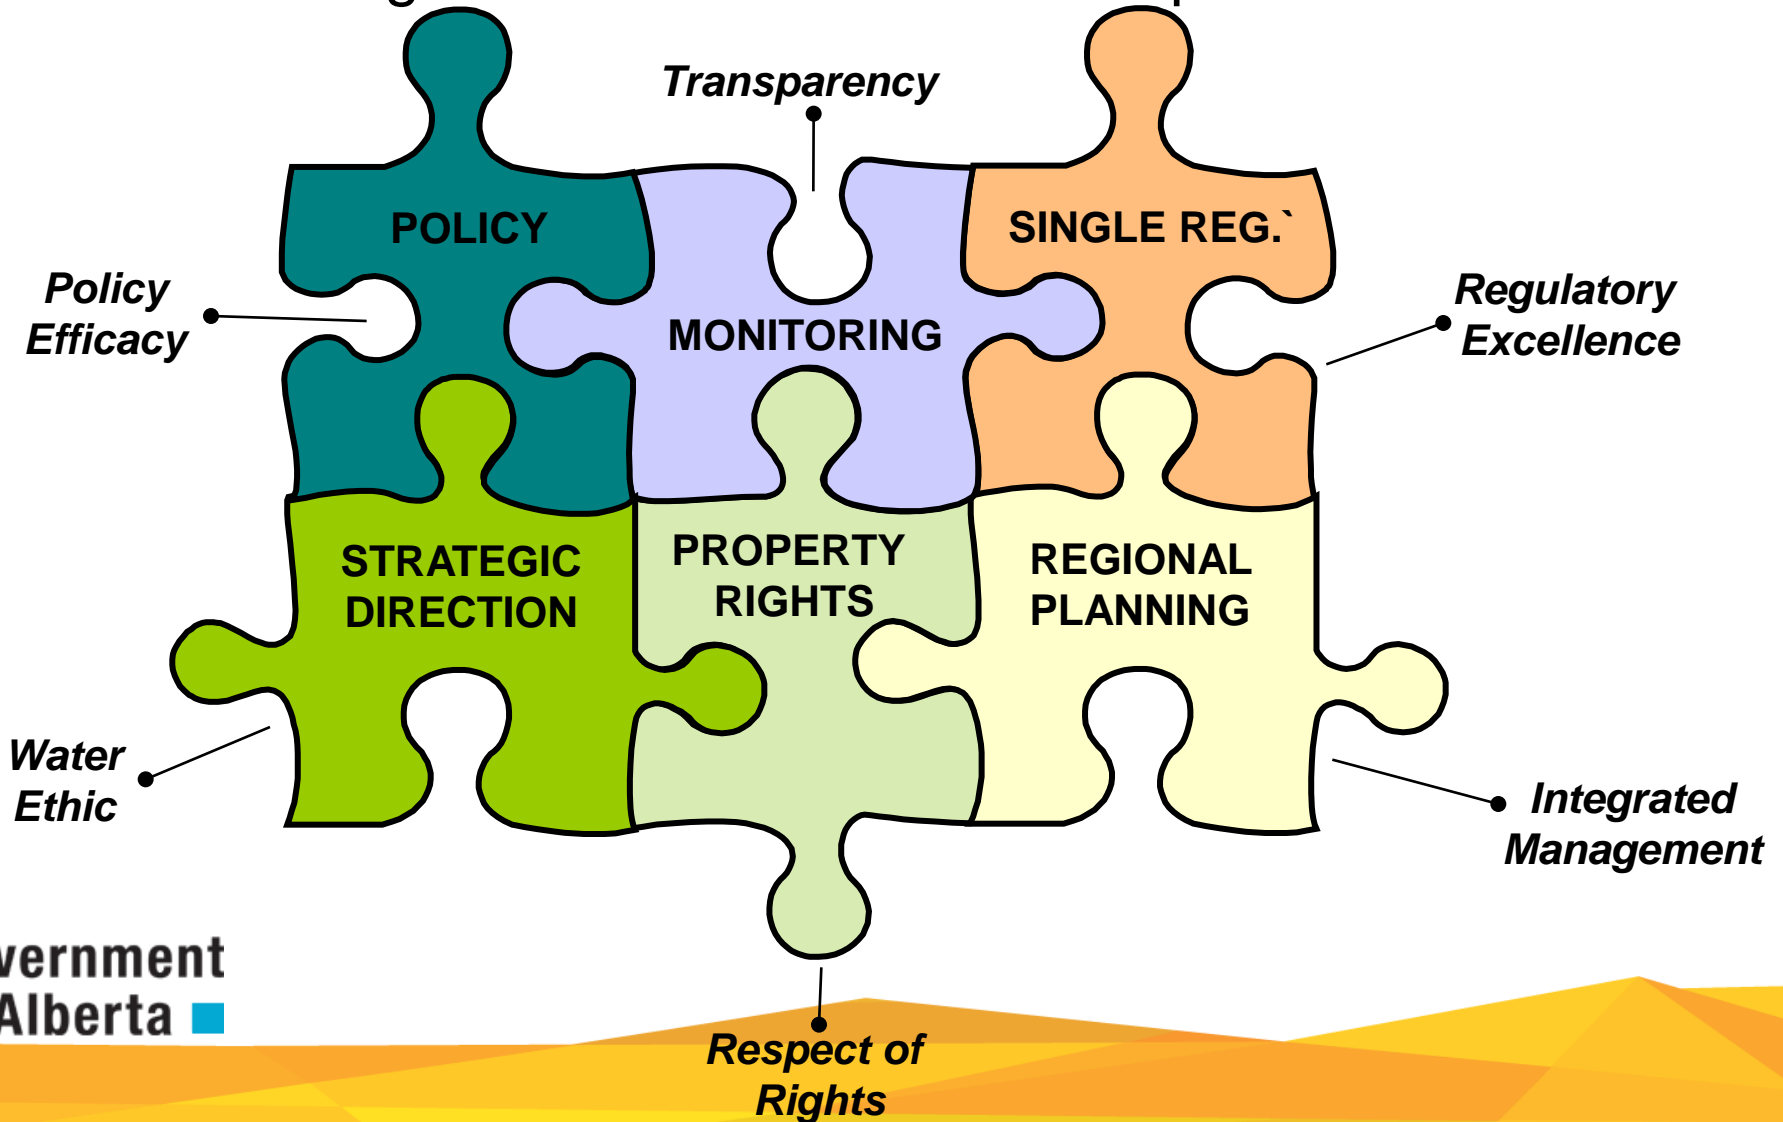 Transparency
POLICY
SINGLE REG.`
Policy
Efficacy
MONITORING
Regulatory
Excellence
STRATEGIC
DIRECTION
PROPERTY
RIGHTS
REGIONAL
PLANNING
Water
Ethic
Integrated
Management
vernment
Alberta
Respect of
Rights